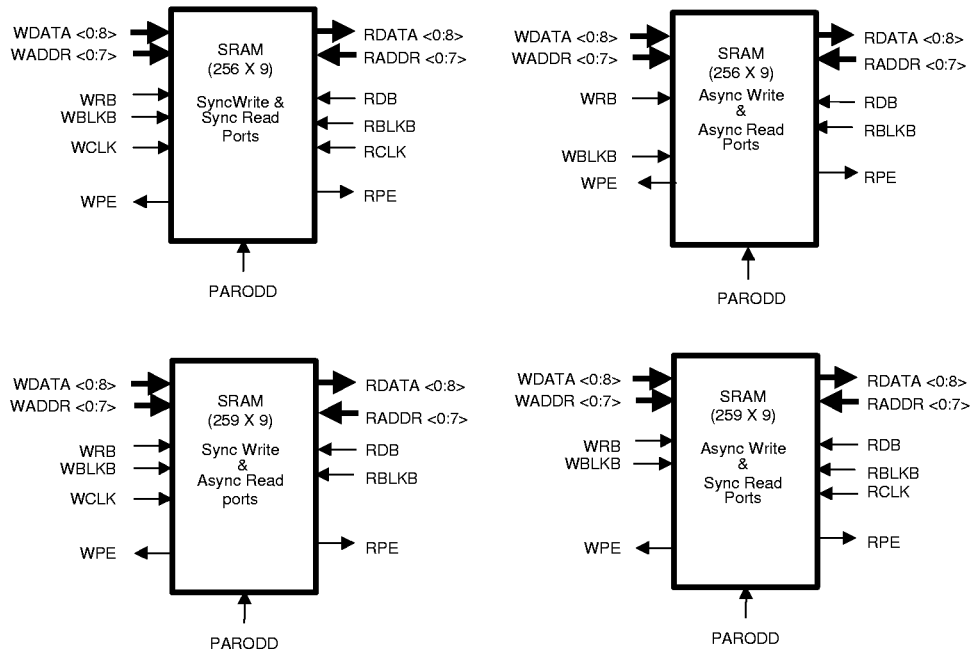 WDATA <0:8>
WADDR <0:7>
WRB
WBLKB
WCLK
WPE
SRAM
(256 X 9)
SyncWrite &
Sync Read
Ports
RDATA <0:8>
RADDR <0:7>
RDB
RBLKB
RCLK
RPE
PARODD
WDATA <0:8>
WADDR <0:7>
WRB
WBLKB
WPE
SRAM
(256 X 9)
Async Write
&
Async Read
Ports
RDATA <0:8>
RADDR <0:7>
RDB
RBLKB
RPE
PARODD
WDATA <0:8>
WADDR <0:7>
WRB
WBLKB
WCLK
WPE
SRAM
(259 X 9)
Sync Write
&
Async Read
ports
RDATA <0:8>
RADDR <0:7>
RDB
RBLKB
RPE
PARODD
WDATA <0:8>
WADDR <0:7>
WRB
WBLKB
WPE
SRAM
(259 X 9)
Async Write
&
Sync Read
Ports
RDATA <0:8>
RADDR <0:7>
RDB
RBLKB
RCLK
RPE
PARODD